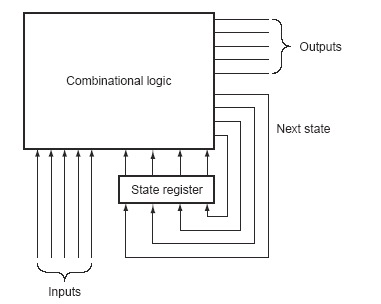 Combinational logic
Outputs
Next state
State register
Inputs